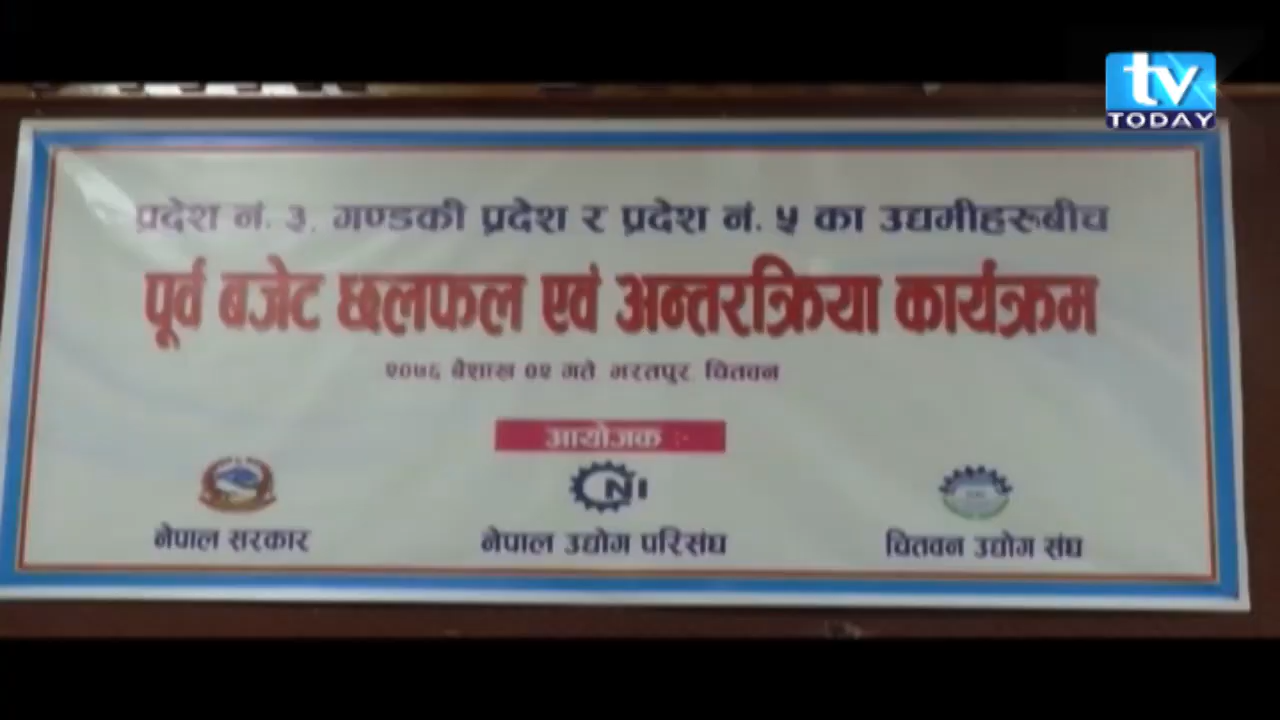 tv
TODAY
प्रदेश नं. ३, गण्डकी प्रदेश र प्रदेश नं. ५ का उद्यमीहरुबीच
पूर्व बजेट छलफल एवं अन्तरक्रिया कार्यक्रम
२०७६ बैशाख ०२ गते भरतपुर, चितवन
आयोजक :-
CNI
नेपाल सरकार
नेपाल उद्योग परिसंघ
चितवन उद्योग संघ